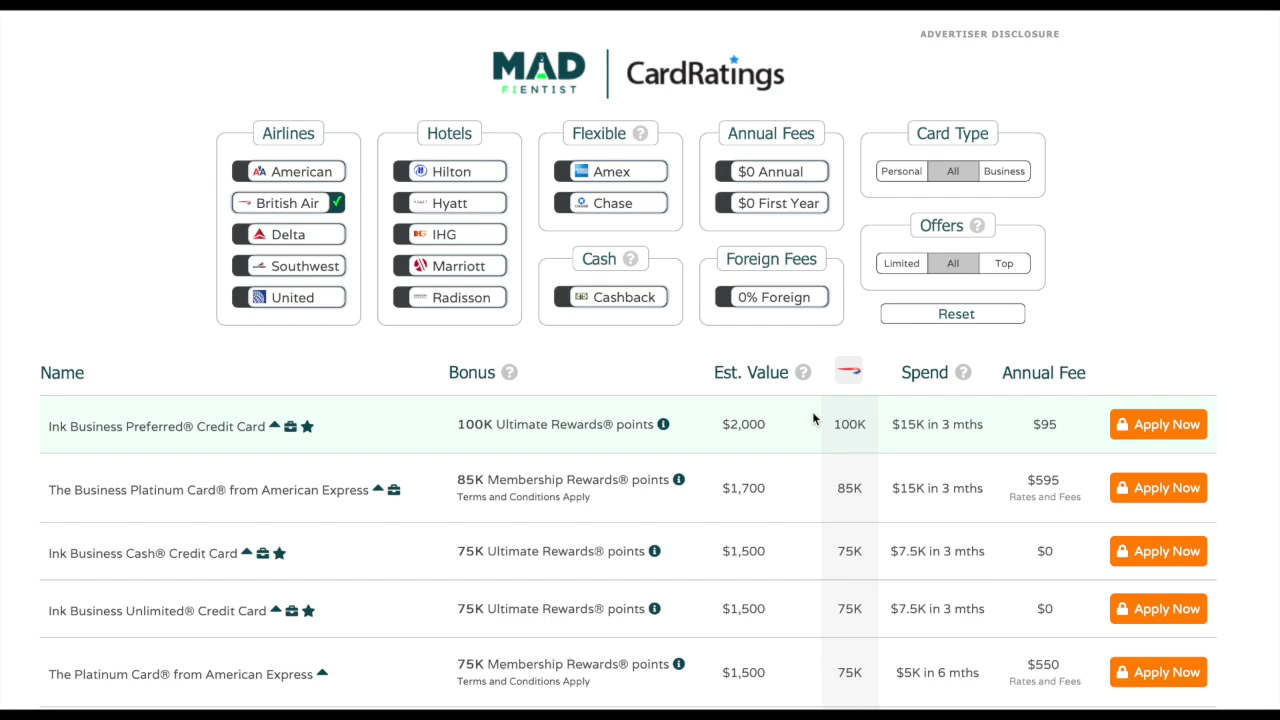 ADVERTISER DISCLOSURE
MAD FIENTIST | CardRatings
Airlines
American
British Air
Delta
Southwest
United
Hotels
Hilton
Hyatt
IHG
Marriott
Radisson
Flexible ?
Amex
Chase
Cash ?
Cashback
Annual Fees
$0 Annual
$0 First Year
Foreign Fees
0% Foreign
Card Type
Personal All Business
Offers ?
Limited All Top
Reset
Name Bonus ? Est. Value ? Spend ? Annual Fee
Ink Business Preferred® Credit Card 100K Ultimate Rewards® points $2,000 100K $15K in 3 mths $95 Apply Now
The Business Platinum Card® from American Express 85K Membership Rewards® points $1,700 85K $15K in 3 mths $595 Apply Now
Terms and Conditions Apply Rates and Fees
Ink Business Cash® Credit Card 75K Ultimate Rewards® points $1,500 75K $7.5K in 3 mths $0 Apply Now
Ink Business Unlimited® Credit Card 75K Ultimate Rewards® points $1,500 75K $7.5K in 3 mths $0 Apply Now
The Platinum Card® from American Express 75K Membership Rewards® points $1,500 75K $5K in 6 mths $550 Apply Now
Terms and Conditions Apply Rates and Fees